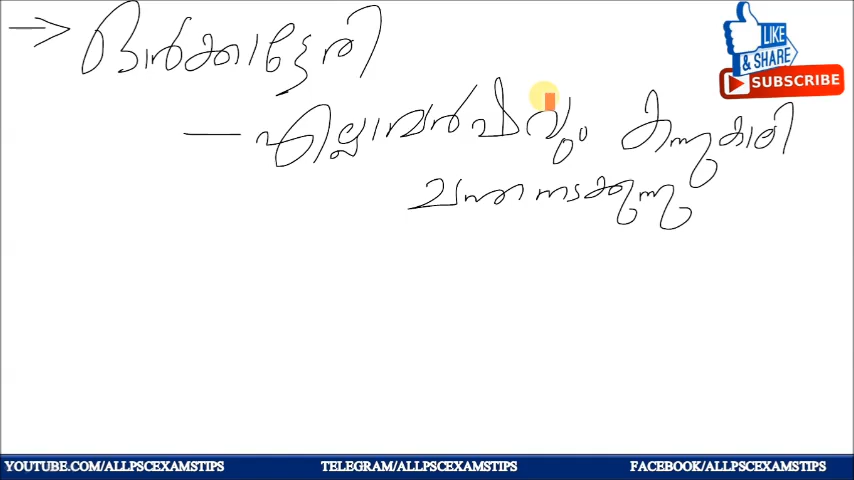 ഓർക്കാട്ടേരി
LIKE
& SHARE
SUBSCRIBE
– എല്ലാവർഷവും കന്നുകാലി
ചന്ത നടക്കുന്നു
YOUTUBE.COM/ALLPSCEXAMSTIPS TELEGRAM/ALLPSCEXAMSTIPS FACEBOOK/ALLPSCEXAMSTIPS